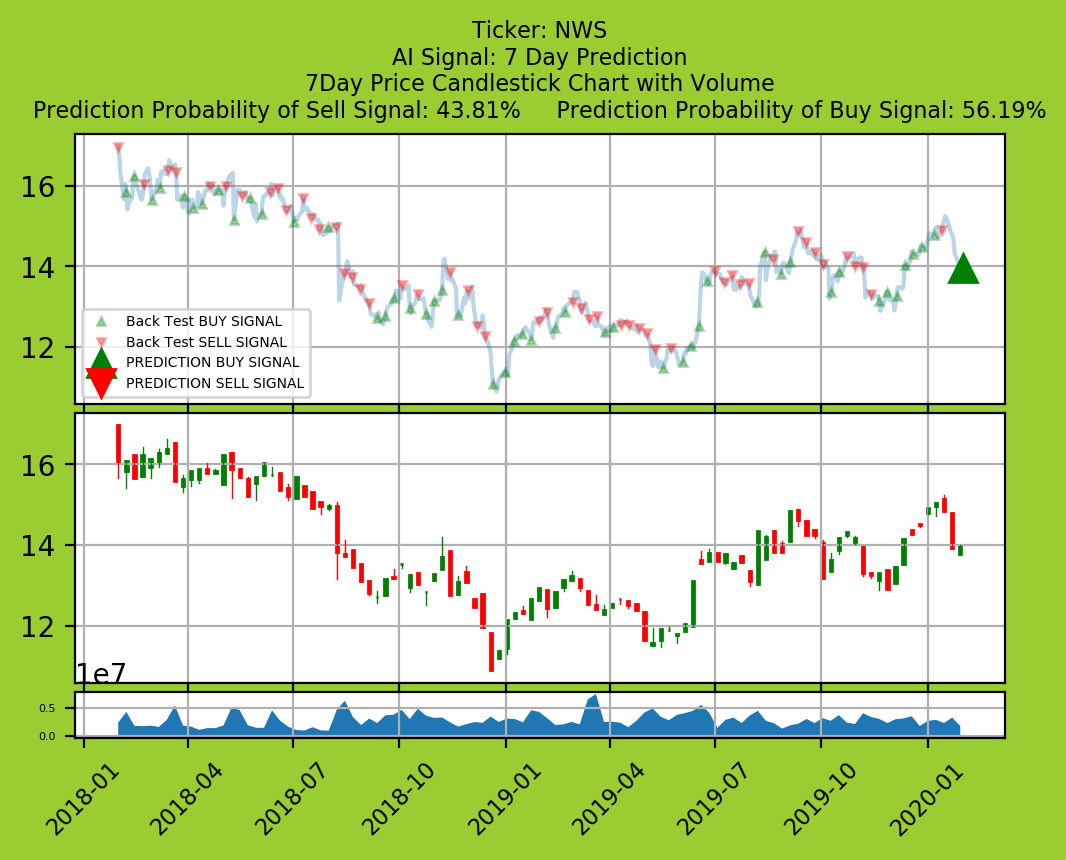 Ticker: NWS
AI Signal: 7 Day Prediction
7Day Price Candlestick Chart with Volume
Prediction Probability of Sell Signal: 43.81%     Prediction Probability of Buy Signal: 56.19%
16
14
12
Back Test BUY SIGNAL
Back Test SELL SIGNAL
PREDICTION BUY SIGNAL
PREDICTION SELL SIGNAL
16
14
12
1e7
0.5
0.0
2018-01
2018-04
2018-07
2018-10
2019-01
2019-04
2019-07
2019-10
2020-01